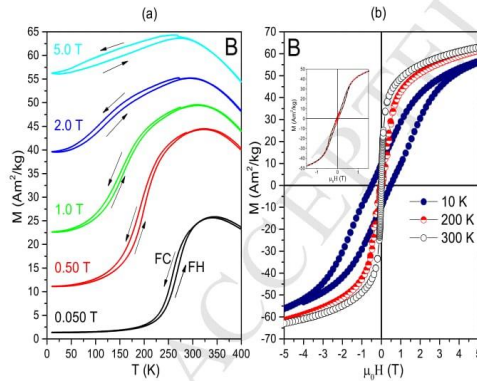 (a)
(b)
M (Am²/kg)
65
60
55
50
45
40
35
30
25
20
15
10
5
0
5.0 T
2.0 T
1.0 T
0.50 T
0.050 T
FC
FH
B
0 50 100 150 200 250 300 350 400
T (K)
M (Am²/kg)
70
60
50
40
30
20
10
0
-10
-20
-30
-40
-50
-60
-70
B
M (Am²/kg)
μ₀H (T)
10 K
200 K
300 K
-5 -4 -3 -2 -1 0 1 2 3 4 5
μ₀H (T)
ACCEPTE